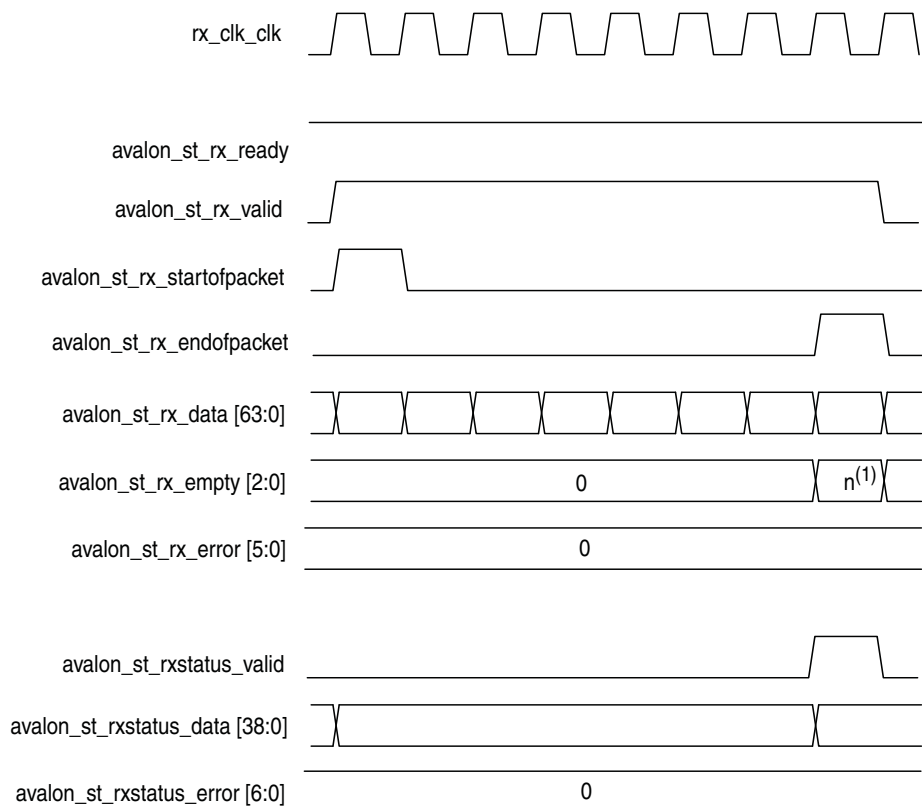 rx_clk_clk
avalon_st_rx_ready
avalon_st_rx_valid
avalon_st_rx_startofpacket
avalon_st_rx_endofpacket
avalon_st_rx_data [63:0]
avalon_st_rx_empty [2:0] 0 n(1)
avalon_st_rx_error [5:0] 0
avalon_st_rxstatus_valid
avalon_st_rxstatus_data [38:0]
avalon_st_rxstatus_error [6:0] 0